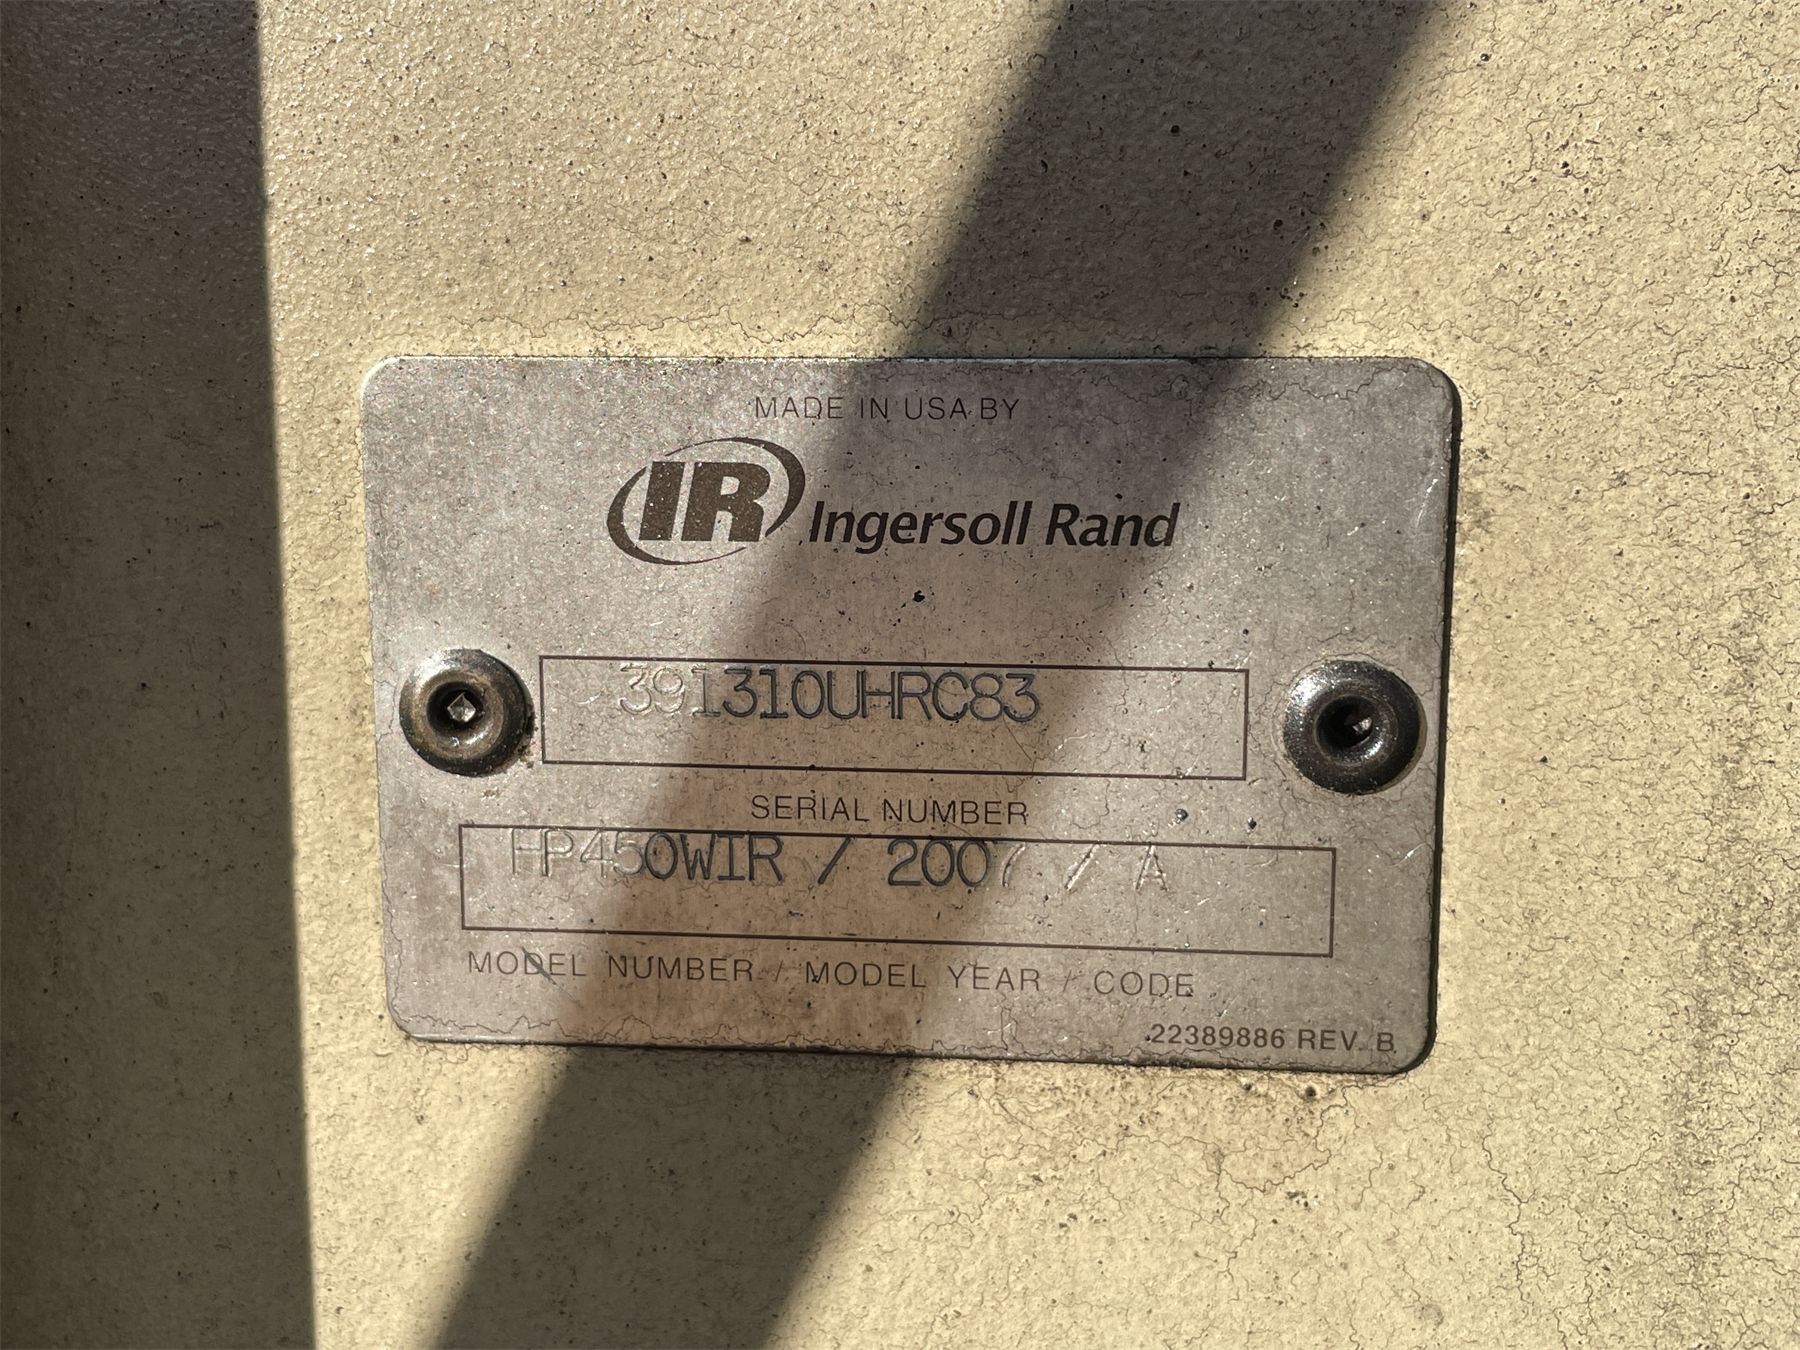 MADE IN USA BY
IR Ingersoll Rand
391310UHRC83
SERIAL NUMBER
HP450WIR / 2007 / A
MODEL NUMBER / MODEL YEAR / CODE
22389886 REV. B